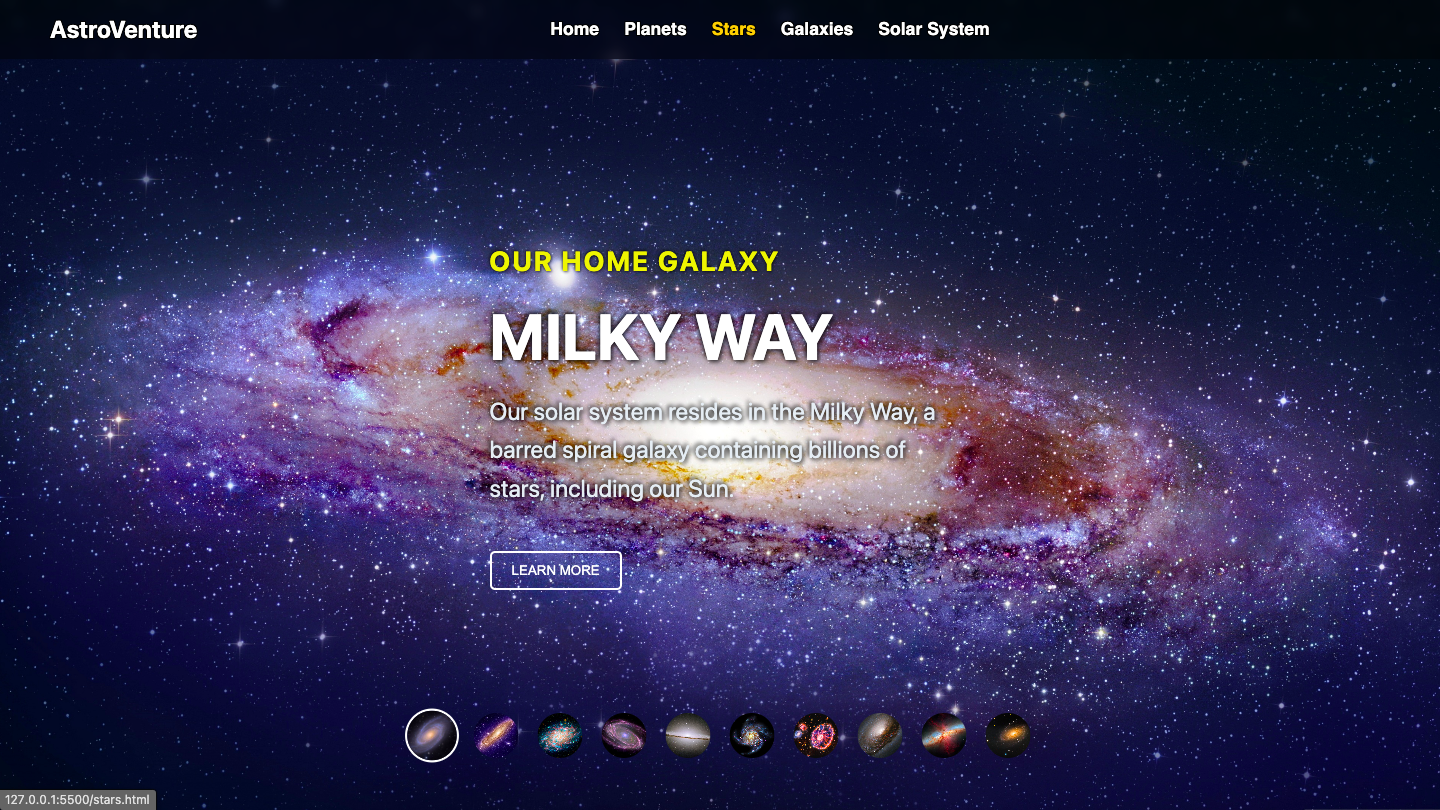 AstroVenture
Home Planets Stars Galaxies Solar System
OUR HOME GALAXY
MILKY WAY
Our solar system resides in the Milky Way, a
barred spiral galaxy containing billions of
stars, including our Sun.
LEARN MORE
127.0.0.1:5500/stars.html